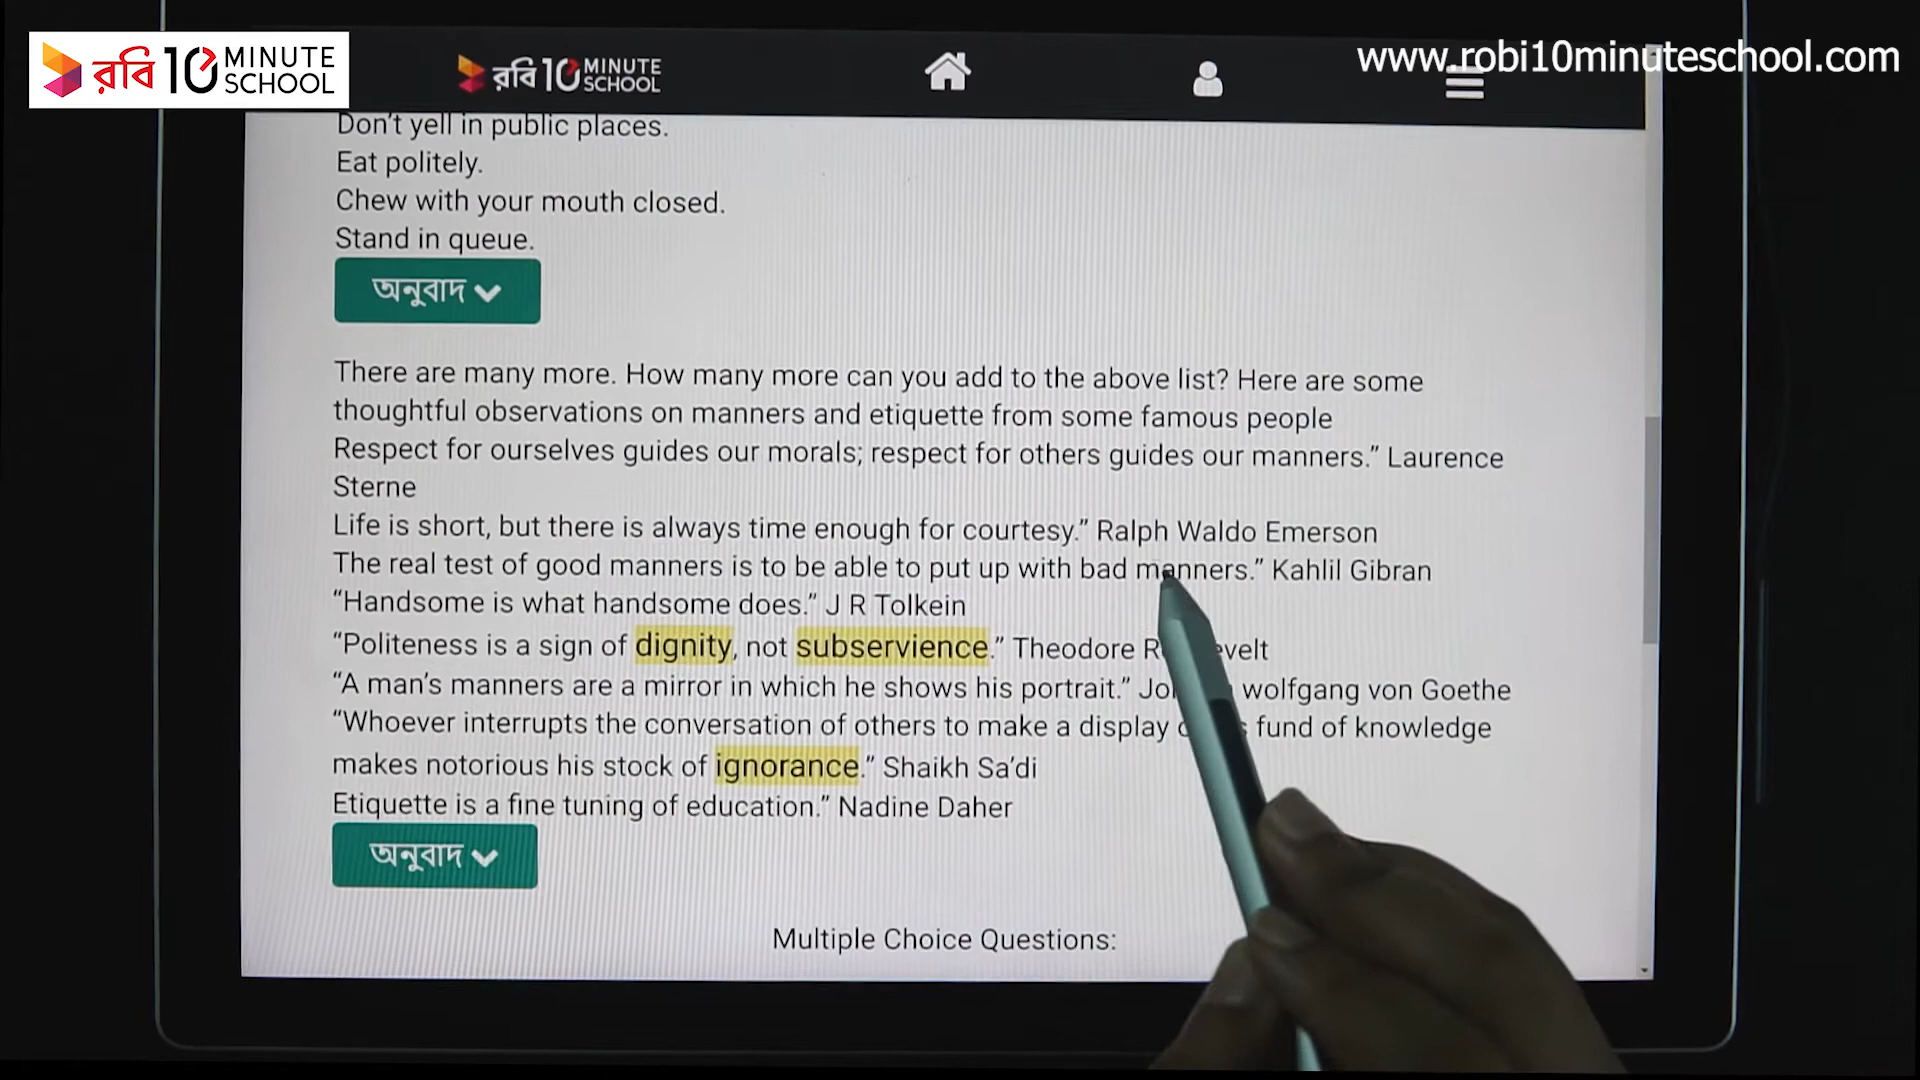 রবি 10 MINUTE SCHOOL
রবি 10 MINUTE SCHOOL
www.robi10minuteschool.com
Don't yell in public places.
Eat politely.
Chew with your mouth closed.
Stand in queue.
অনুবাদ
There are many more. How many more can you add to the above list? Here are some
thoughtful observations on manners and etiquette from some famous people
Respect for ourselves guides our morals; respect for others guides our manners.” Laurence
Sterne
Life is short, but there is always time enough for courtesy.” Ralph Waldo Emerson
The real test of good manners is to be able to put up with bad manners.” Kahlil Gibran
“Handsome is what handsome does.” J R Tolkein
“Politeness is a sign of dignity, not subservience.” Theodore
“A man’s manners are a mirror in which he shows his portrait.” wolfgang von Goethe
“Whoever interrupts the conversation of others to make a display fund of knowledge
makes notorious his stock of ignorance.” Shaikh Sa’di
Etiquette is a fine tuning of education.” Nadine Daher
অনুবাদ
Multiple Choice Questions: